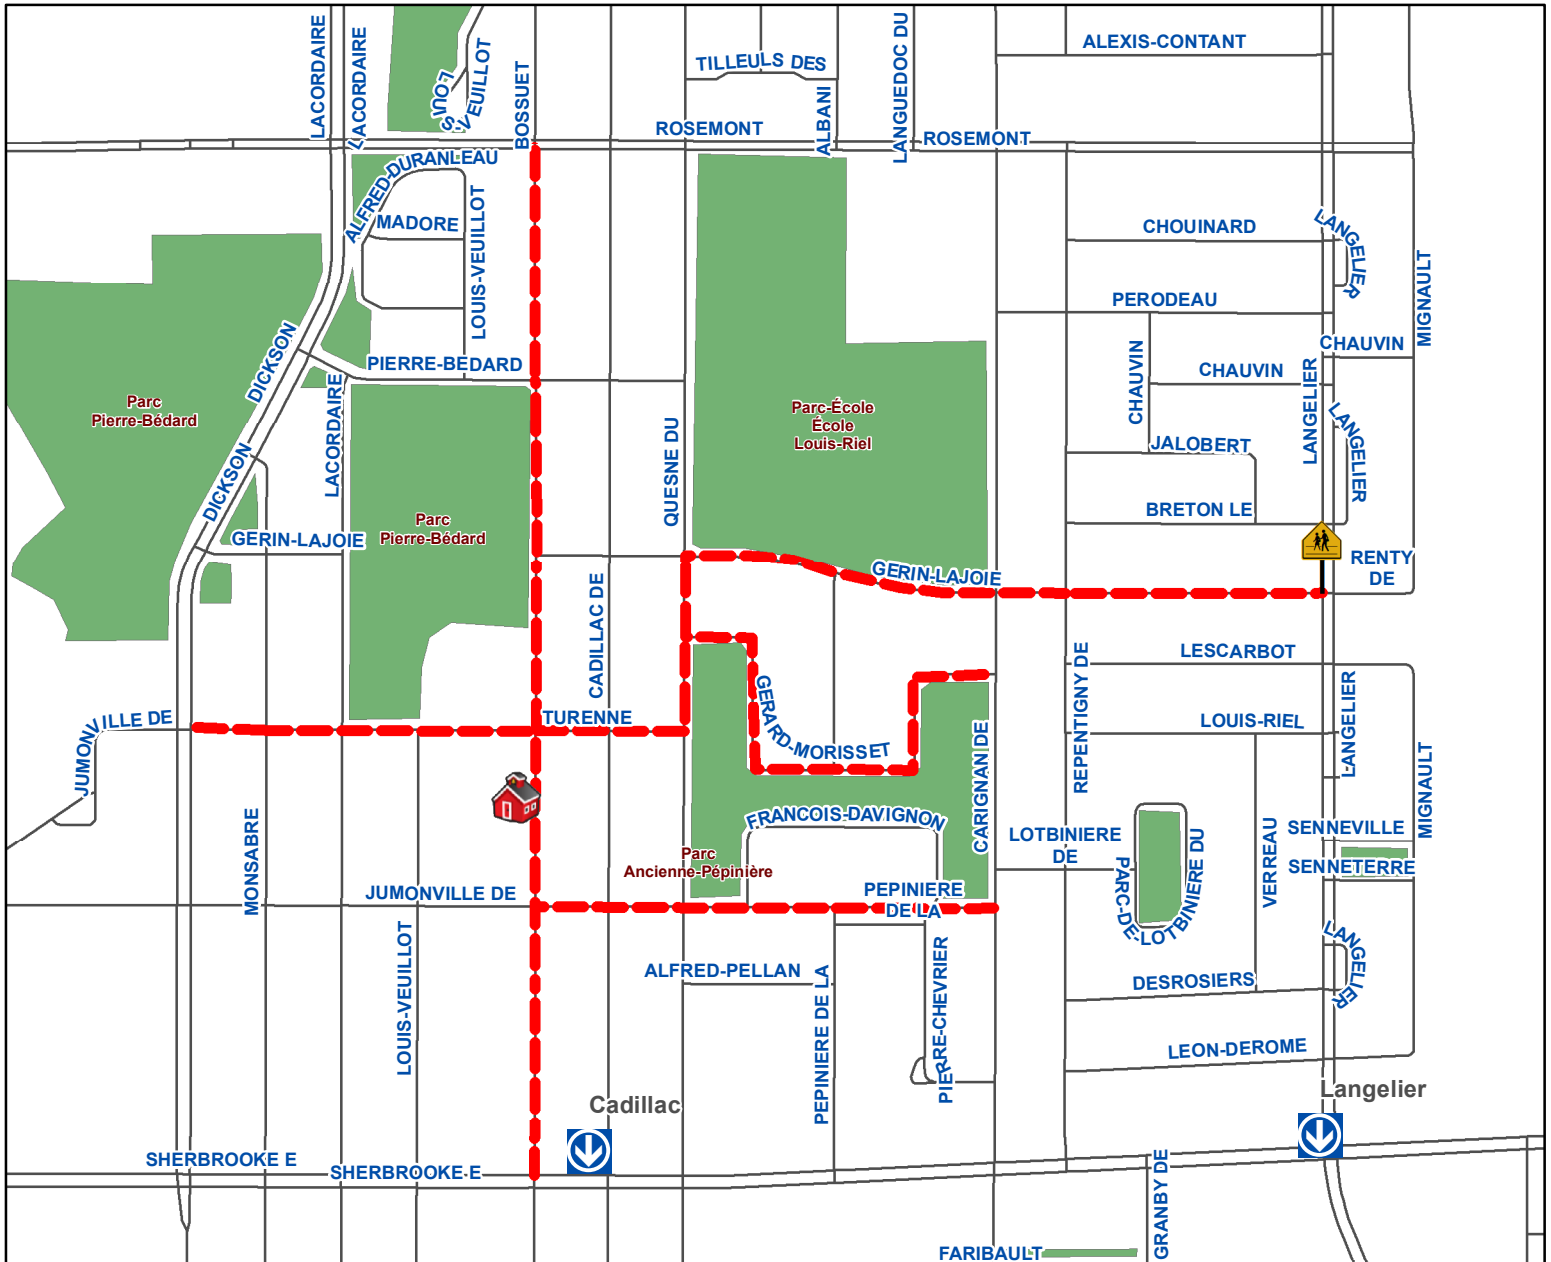 LACORDAIRE
LACORDAIRE
LOUIS-VEUILLOT
BOSSUET
TILLEULS DES
ALBANI
LANGUEDOC DU
ALEXIS-CONTANT
ROSEMONT
ROSEMONT
ALFRED-DURANLEAU
MADORE
LOUIS-VEUILLOT
CHOUINARD
LANGELIER
MIGNAULT
PERODEAU
DICKSON
PIERRE-BEDARD
CHAUVIN
CHAUVIN
CHAUVIN
LANGELIER
LANGELIER
Parc
Pierre-Bédard
Parc-École
École
Louis-Riel
LACORDAIRE
QUESNE DU
JALOBERT
DICKSON
BRETON LE
Parc
Pierre-Bédard
GERIN-LAJOIE
GERIN-LAJOIE
RENTY
DE
CADILLAC DE
LESCARBOT
REPENTIGNY DE
LANGELIER
GERARD-MORISSET
JUMONVILLE DE
TURENNE
LOUIS-RIEL
CARIGNAN DE
MIGNAULT
FRANCOIS-DAVIGNON
LOTBINIERE
DE
PARC-DE-LOTBINIERE DU
VERREAU
SENNEVILLE
SENNETERRE
MONSABRE
Parc
Ancienne-Pépinière
JUMONVILLE DE
PEPINIERE
DE LA
LOUIS-VEUILLOT
ALFRED-PELLAN
PEPINIERE DE LA
PIERRE-CHEVRIER
DESROSIERS
LANGELIER
LEON-DEROME
Cadillac
Langelier
SHERBROOKE E
SHERBROOKE E
GRANBY DE
FARIBAULT